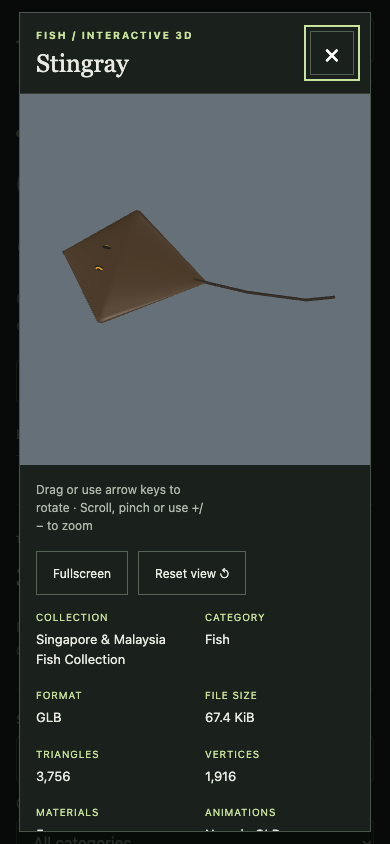 FISH / INTERACTIVE 3D
Stingray
×
Drag or use arrow keys to
rotate · Scroll, pinch or use +/
− to zoom
Fullscreen
Reset view ↺
COLLECTION
CATEGORY
Singapore & Malaysia
Fish Collection
Fish
FORMAT
FILE SIZE
GLB
67.4 KiB
TRIANGLES
VERTICES
3,756
1,916
MATERIALS
ANIMATIONS
All categories